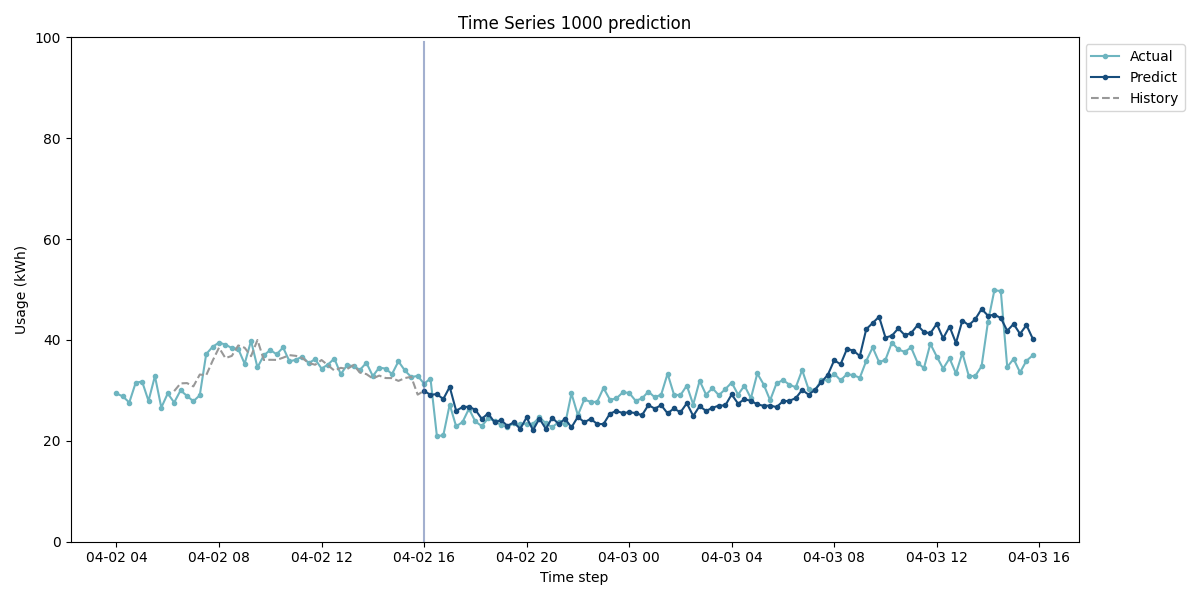 Time Series 1000 prediction
Usage (kWh)
100
80
60
40
20
0
04-02 04
04-02 08
04-02 12
04-02 16
04-02 20
04-03 00
04-03 04
04-03 08
04-03 12
04-03 16
Time step
Actual
Predict
History